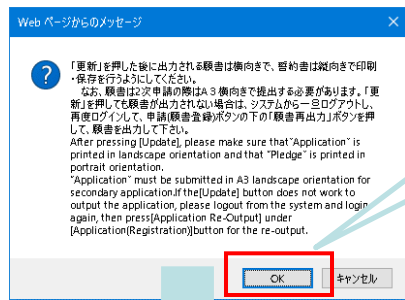 Web ページからのメッセージ
「更新」を押した後に出力される願書は横向きで、誓約書は縦向きで印刷
・保存を行うようにしてください。
なお、願書は2次申請の際はA3横向きで提出する必要があります。「更
新」を押しても願書が出力されない場合は、システムから一旦ログアウトし、
再度ログインして、申請(願書登録)ボタンの下の「願書再出力」ボタンを押
して、願書を出力して下さい。
After pressing [Update], please make sure that"Application" is
printed in landscape orientation and that "Pledge" is printed in
portrait orientation.
"Application" must be submitted in A3 landscape orientation for
secondary application.If the[Update] button does not work to
output the application, please logout from the system and login
again, then press[Application Re-Output] under
[Application(Registration)]button for the re-output.
OK
キャンセル